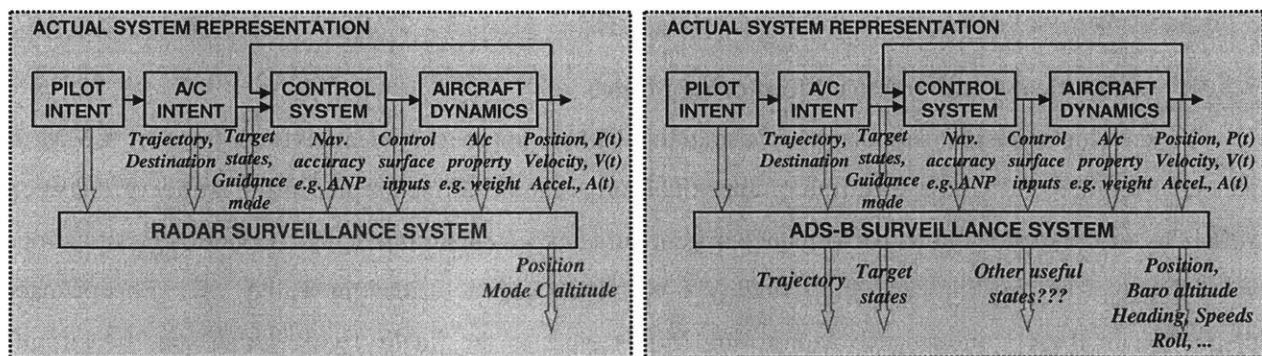 ACTUAL SYSTEM REPRESENTATION
PILOT
INTENT
A/C
INTENT
CONTROL
SYSTEM
AIRCRAFT
DYNAMICS
Trajectory,
Destination
Target
states,
Guidance
mode
Nav.
accuracy
e.g. ANP
Control
surface
inputs
A/c
property
e.g. weight
Position, P(t)
Velocity, V(t)
Accel., A(t)
RADAR SURVEILLANCE SYSTEM
Position
Mode C altitude
ACTUAL SYSTEM REPRESENTATION
PILOT
INTENT
A/C
INTENT
CONTROL
SYSTEM
AIRCRAFT
DYNAMICS
Trajectory,
Destination
Target
states,
Guidance
mode
Nav.
accuracy
e.g. ANP
Control
surface
inputs
A/c
property
e.g. weight
Position, P(t)
Velocity, V(t)
Accel., A(t)
ADS-B SURVEILLANCE SYSTEM
Trajectory
Target
states
Other useful
states???
Position,
Baro altitude
Heading, Speeds
Roll, ...